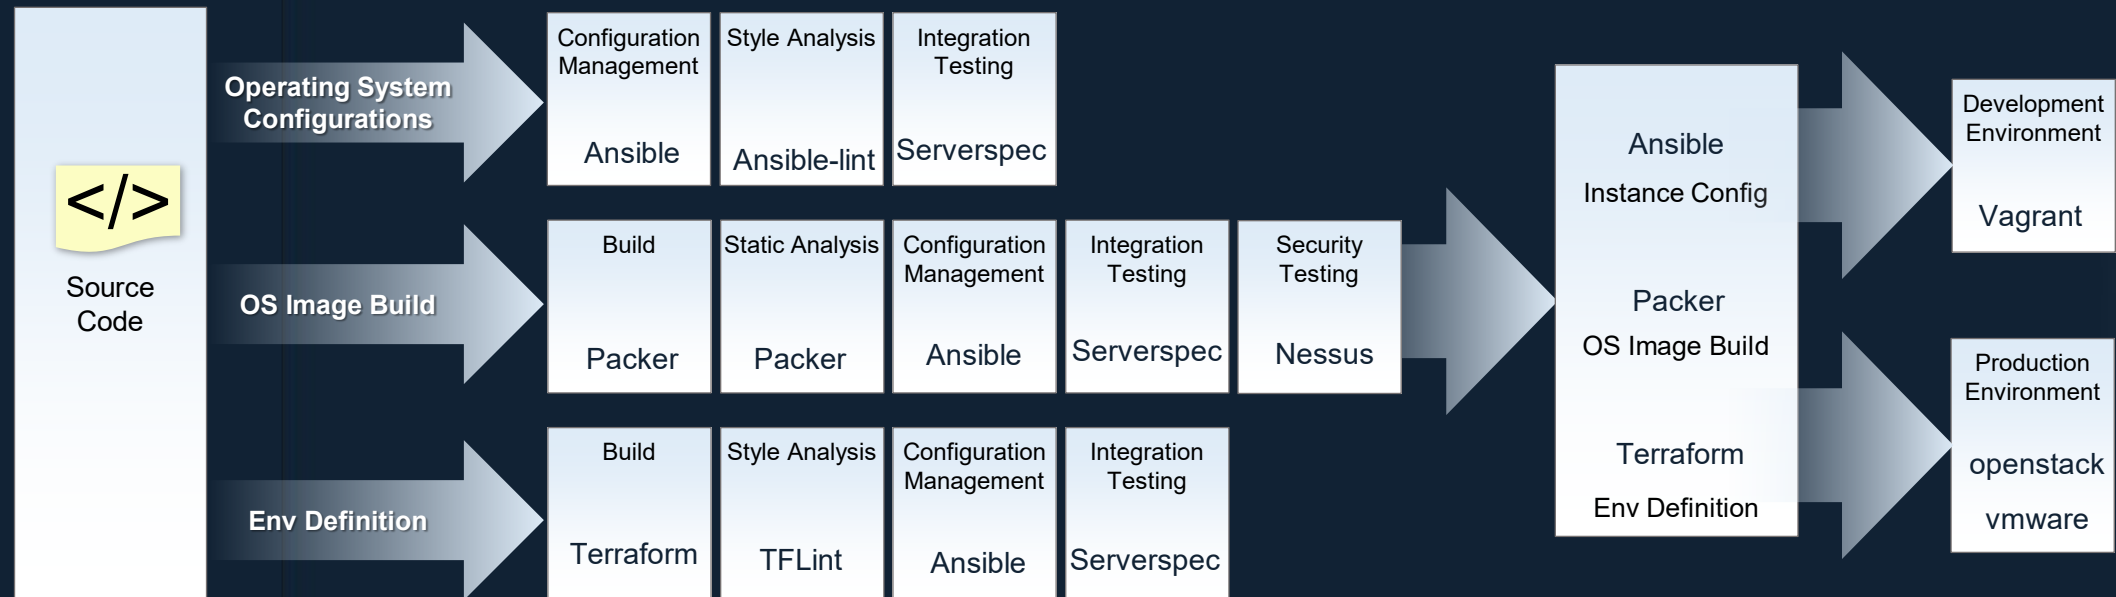 </>
Source
Code
Operating System
Configurations
Configuration
Management
Ansible
Style Analysis
Ansible-lint
Integration
Testing
Serverspec
OS Image Build
Build
Packer
Static Analysis
Packer
Configuration
Management
Ansible
Integration
Testing
Serverspec
Security
Testing
Nessus
Env Definition
Build
Terraform
Style Analysis
TFLint
Configuration
Management
Ansible
Integration
Testing
Serverspec
Ansible
Instance Config
Packer
OS Image Build
Terraform
Env Definition
Development
Environment
Vagrant
Production
Environment
openstack
vmware